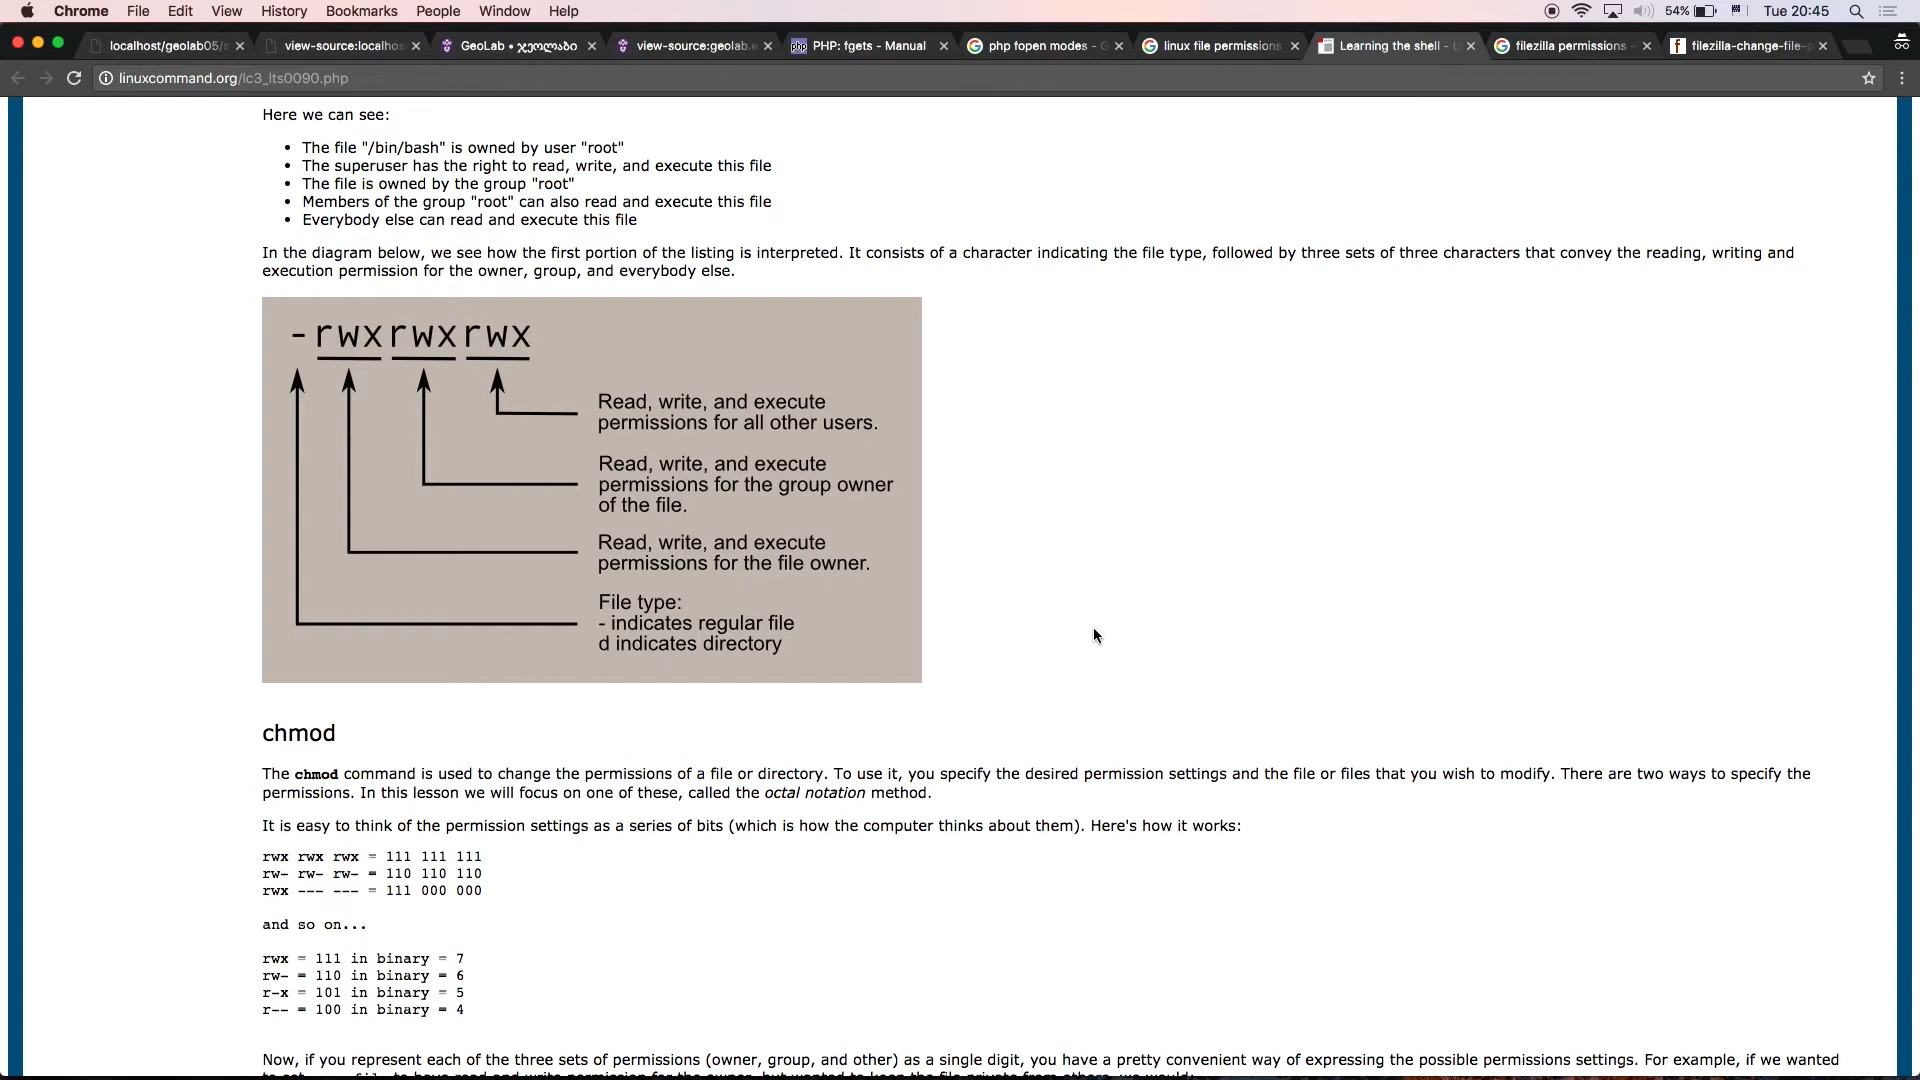 Chrome File Edit View History Bookmarks People Window Help 54% Tue 20:45
localhost/geolab05/ view-source:localhos GeoLab • ჯეოლაბი view-source:geolab. PHP: fgets - Manual php fopen modes - G linux file permissions Learning the shell - L filezilla permissions - filezilla-change-file-p
linuxcommand.org/lc3_lts0090.php
Here we can see:
• The file "/bin/bash" is owned by user "root"
• The superuser has the right to read, write, and execute this file
• The file is owned by the group "root"
• Members of the group "root" can also read and execute this file
• Everybody else can read and execute this file
In the diagram below, we see how the first portion of the listing is interpreted. It consists of a character indicating the file type, followed by three sets of three characters that convey the reading, writing and
execution permission for the owner, group, and everybody else.
-rwxrwxrwx
Read, write, and execute
permissions for all other users.
Read, write, and execute
permissions for the group owner
of the file.
Read, write, and execute
permissions for the file owner.
File type:
- indicates regular file
d indicates directory
chmod
The chmod command is used to change the permissions of a file or directory. To use it, you specify the desired permission settings and the file or files that you wish to modify. There are two ways to specify the
permissions. In this lesson we will focus on one of these, called the octal notation method.
It is easy to think of the permission settings as a series of bits (which is how the computer thinks about them). Here's how it works:
rwx rwx rwx = 111 111 111
rw- rw- rw- = 110 110 110
rwx --- --- = 111 000 000
and so on...
rwx = 111 in binary = 7
rw- = 110 in binary = 6
r-x = 101 in binary = 5
r-- = 100 in binary = 4
Now, if you represent each of the three sets of permissions (owner, group, and other) as a single digit, you have a pretty convenient way of expressing the possible permissions settings. For example, if we wanted